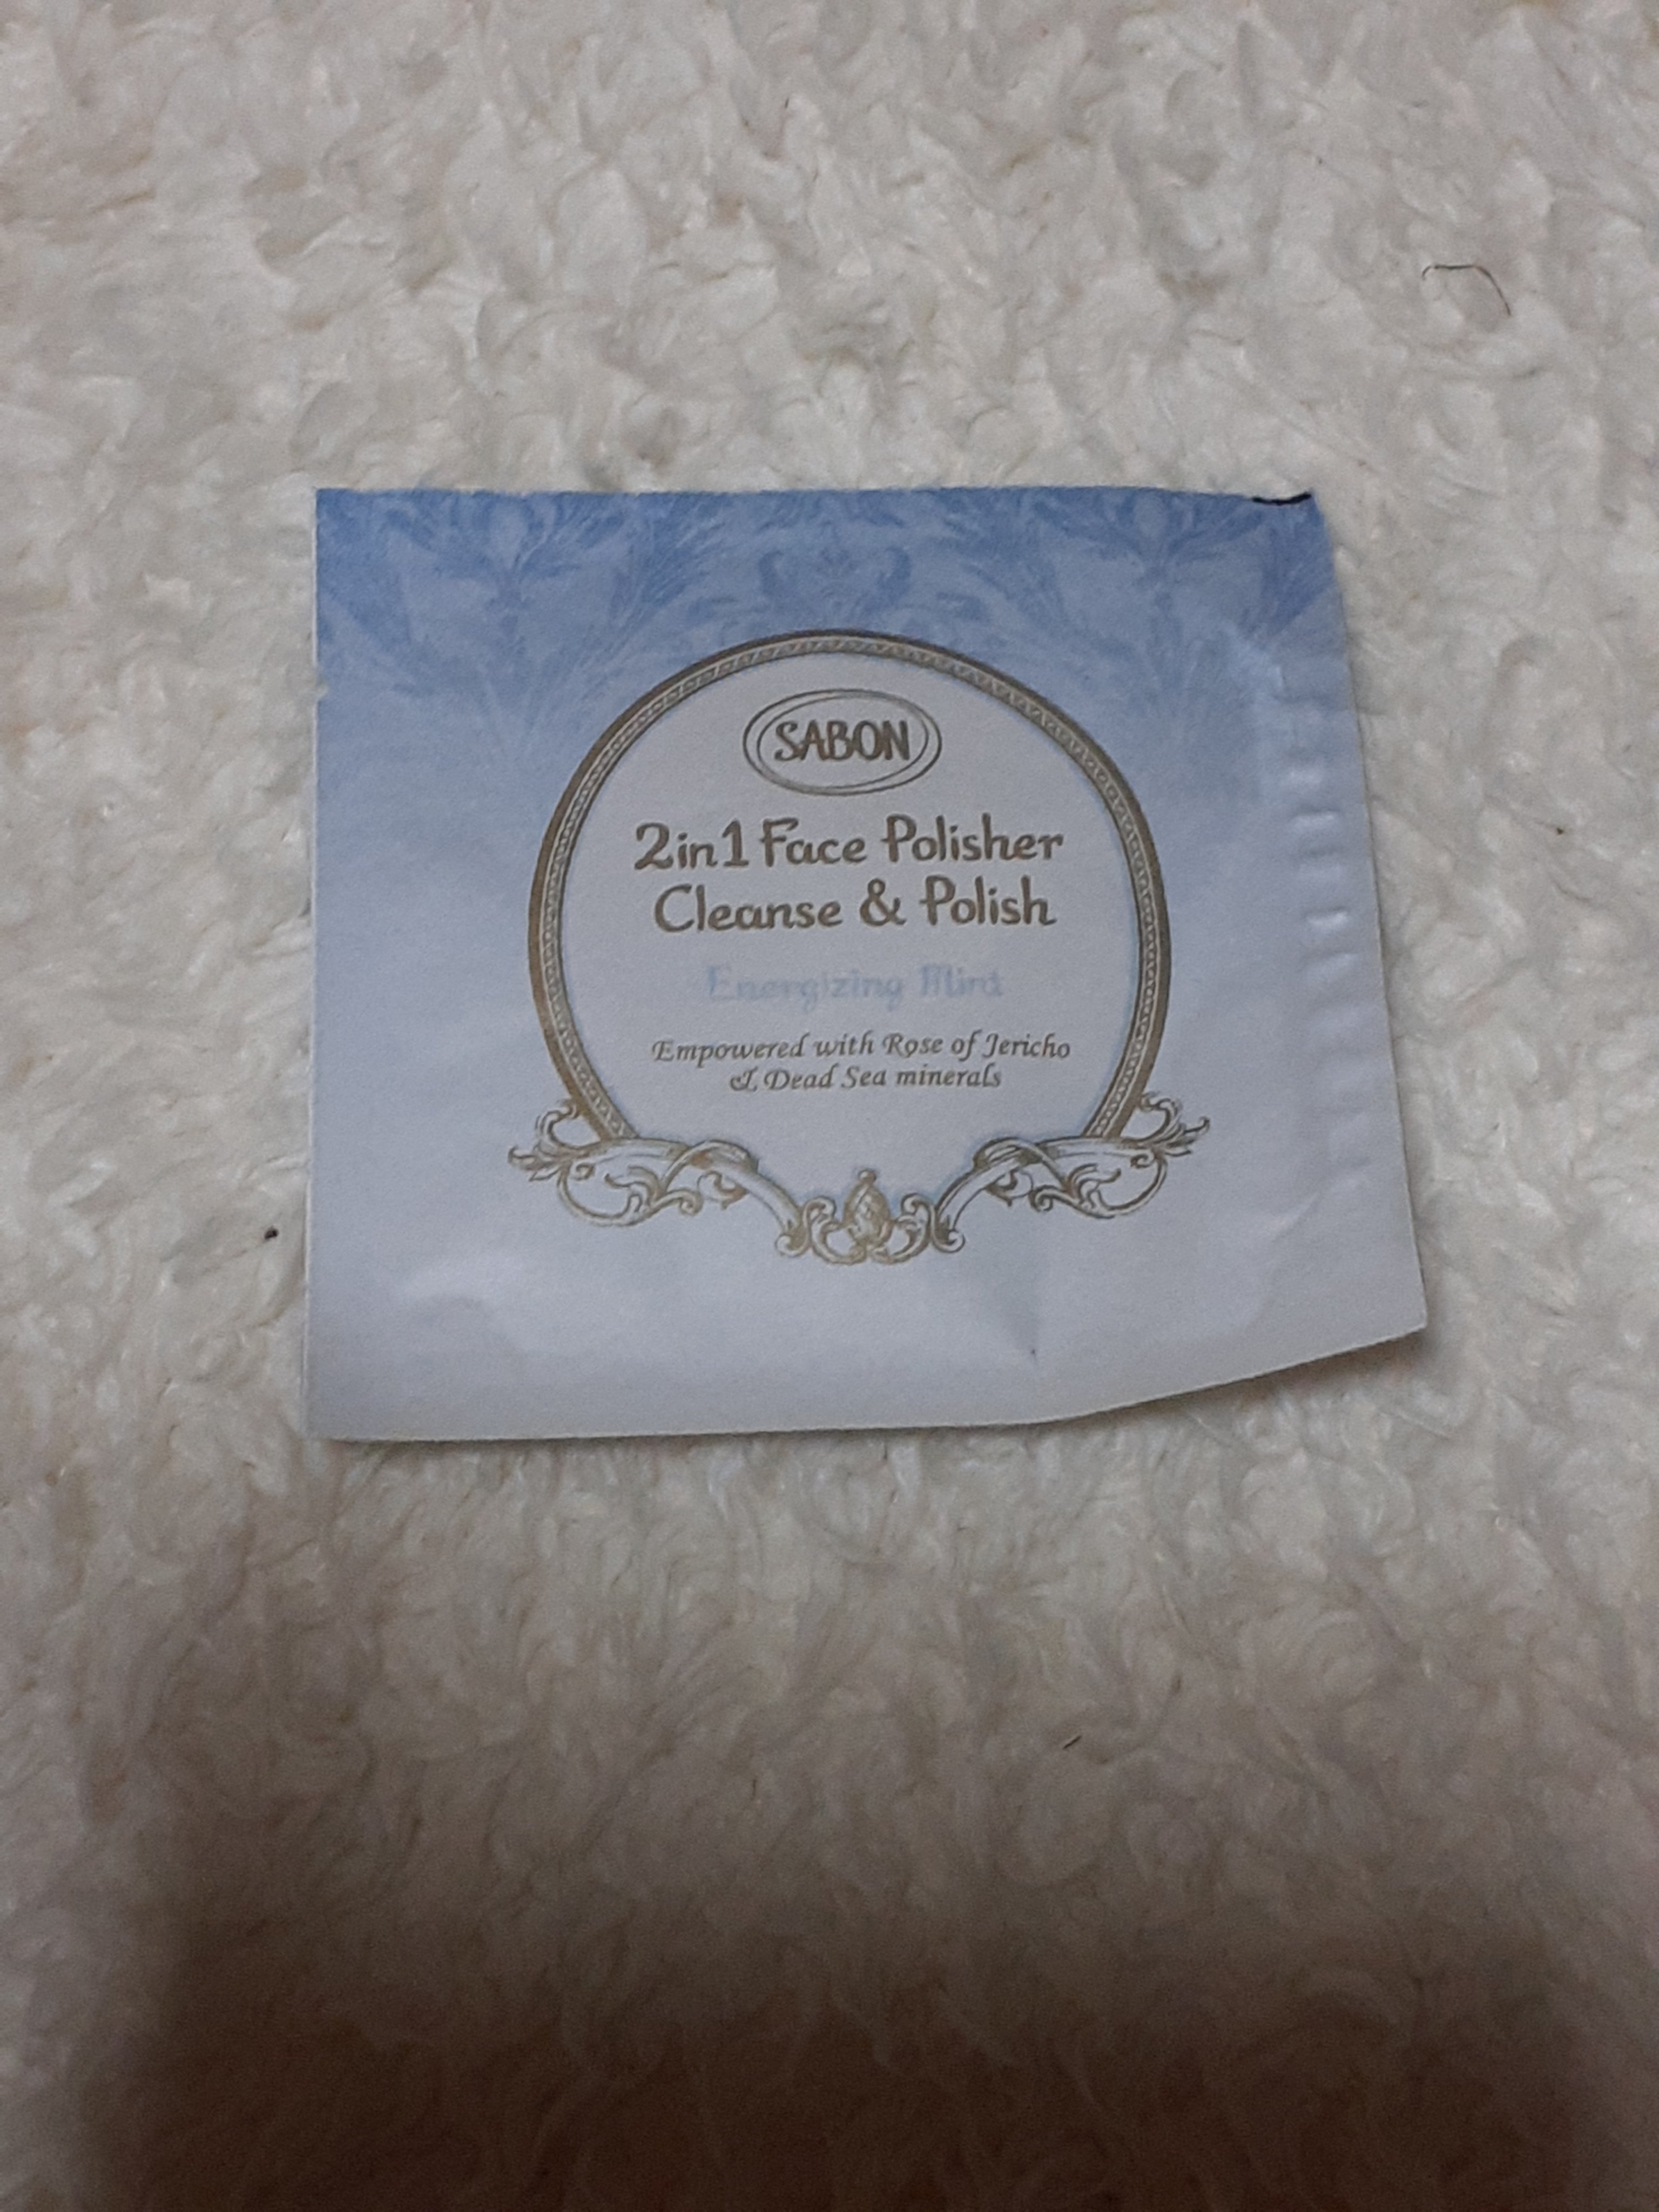 SABON
2in1 Face Polisher
Cleanse & Polish
Energizing Mint
Empowered with Rose of Jericho
& Dead Sea minerals